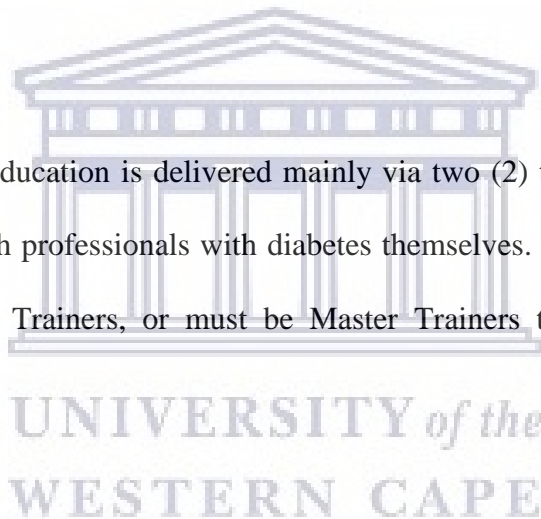 ducation is delivered mainly via two (2) t
h professionals with diabetes themselves.
Trainers, or must be Master Trainers t
UNIVERSITY of the
WESTERN CAPE